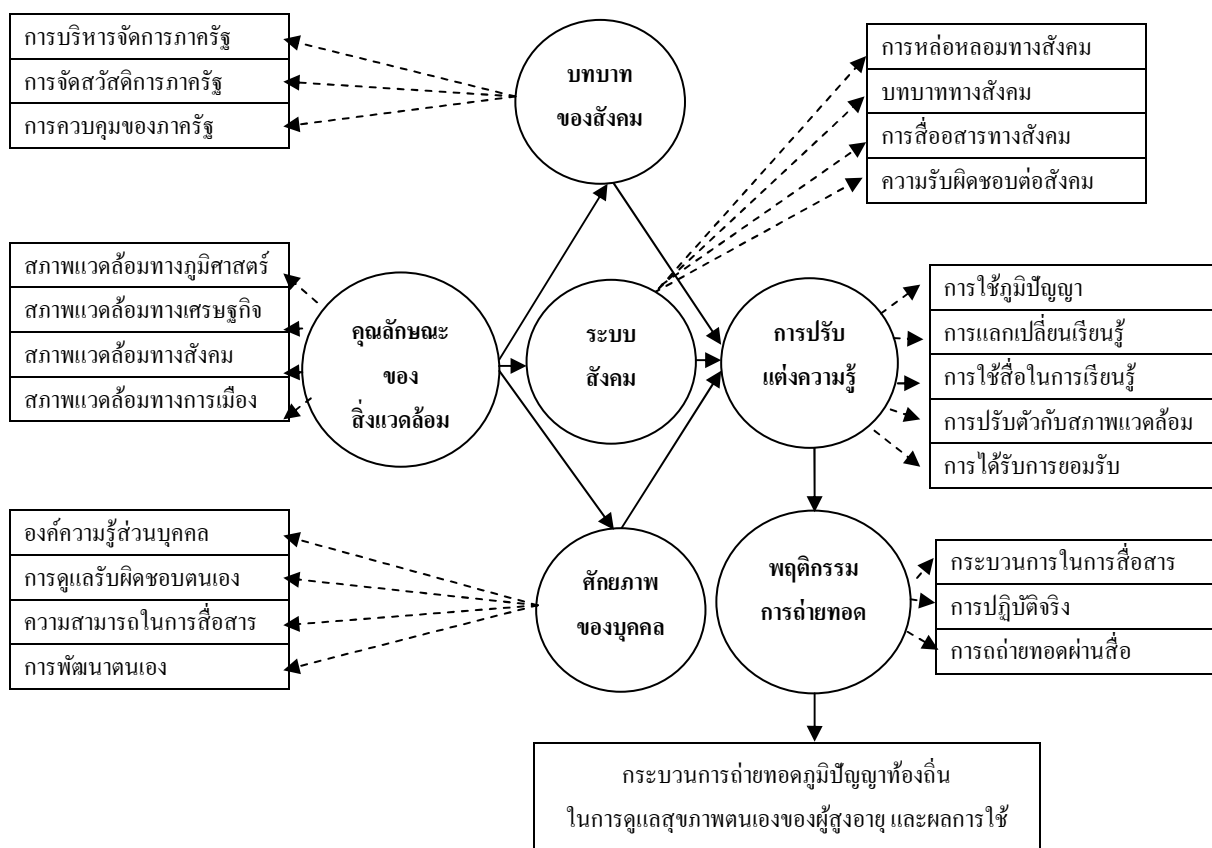 การบริหารจัดการภาครัฐ
การจัดสวัสดิการภาครัฐ
การควบคุมของภาครัฐ
บทบาท
ของสังคม
การหล่อหลอมทางสังคม
บทบาททางสังคม
การสื่ออสารทางสังคม
ความรับผิดชอบต่อสังคม
สภาพแวดล้อมทางภูมิศาสตร์
สภาพแวดล้อมทางเศรษฐกิจ
สภาพแวดล้อมทางสังคม
สภาพแวดล้อมทางการเมือง
คุณลักษณะ
ของ
สิ่งแวดล้อม
ระบบ
สังคม
การปรับ
แต่งความรู้
การใช้ภูมิปัญญา
การแลกเปลี่ยนเรียนรู้
การใช้สื่อในการเรียนรู้
การปรับตัวกับสภาพแวดล้อม
การได้รับการยอมรับ
องค์ความรู้ส่วนบุคคล
การดูแลรับผิดชอบตนเอง
ความสามารถในการสื่อสาร
การพัฒนาตนเอง
ศักยภาพ
ของบุคคล
พฤติกรรม
การถ่ายทอด
กระบวนการในการสื่อสาร
การปฏิบัติจริง
การถถ่ายทอดผ่านสื่อ
กระบวนการถ่ายทอดภูมิปัญญาท้องถิ่น
ในการดูแลสุขภาพตนเองของผู้สูงอายุ และผลการใช้